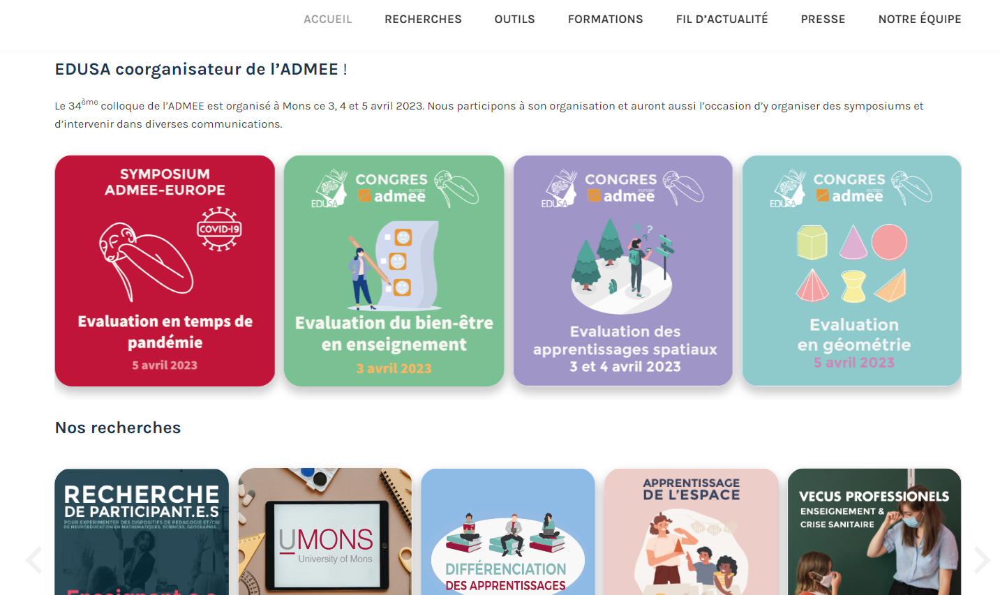 ACCUEIL RECHERCHES OUTILS FORMATIONS FIL D’ACTUALITÉ PRESSE NOTRE ÉQUIPE
EDUSA coorganisateur de l’ADMEE !
Le 34ème colloque de l’ADMEE est organisé à Mons ce 3, 4 et 5 avril 2023. Nous participons à son organisation et auront aussi l’occasion d’y organiser des symposiums et
d’intervenir dans diverses communications.
SYMPOSIUM
ADMEE-EUROPE
COVID-19
Evaluation en temps de
pandémie
5 avril 2023
EDUSA
CONGRES
europe
admee
Evaluation du bien-être
en enseignement
3 avril 2023
EDUSA
CONGRES
europe
admee
Evaluation des
apprentissages spatiaux
3 et 4 avril 2023
EDUSA
CONGRES
europe
admee
Evaluation
en géométrie
5 avril 2023
Nos recherches
RECHERCHE
DE PARTICIPANT.E.S
POUR EXPERIMENTER DES DISPOSITIFS DE PEDAGOGIE ET/OU
DE NEUROEDUCATION EN MATHEMATIQUES, SCIENCES, GEOGRAPHIE...
UMONS
University of Mons
DIFFÉRENCIATION
DES APPRENTISSAGES
APPRENTISSAGE
DE L’ESPACE
VECUS PROFESSIONELS
ENSEIGNEMENT &
CRISE SANITAIRE